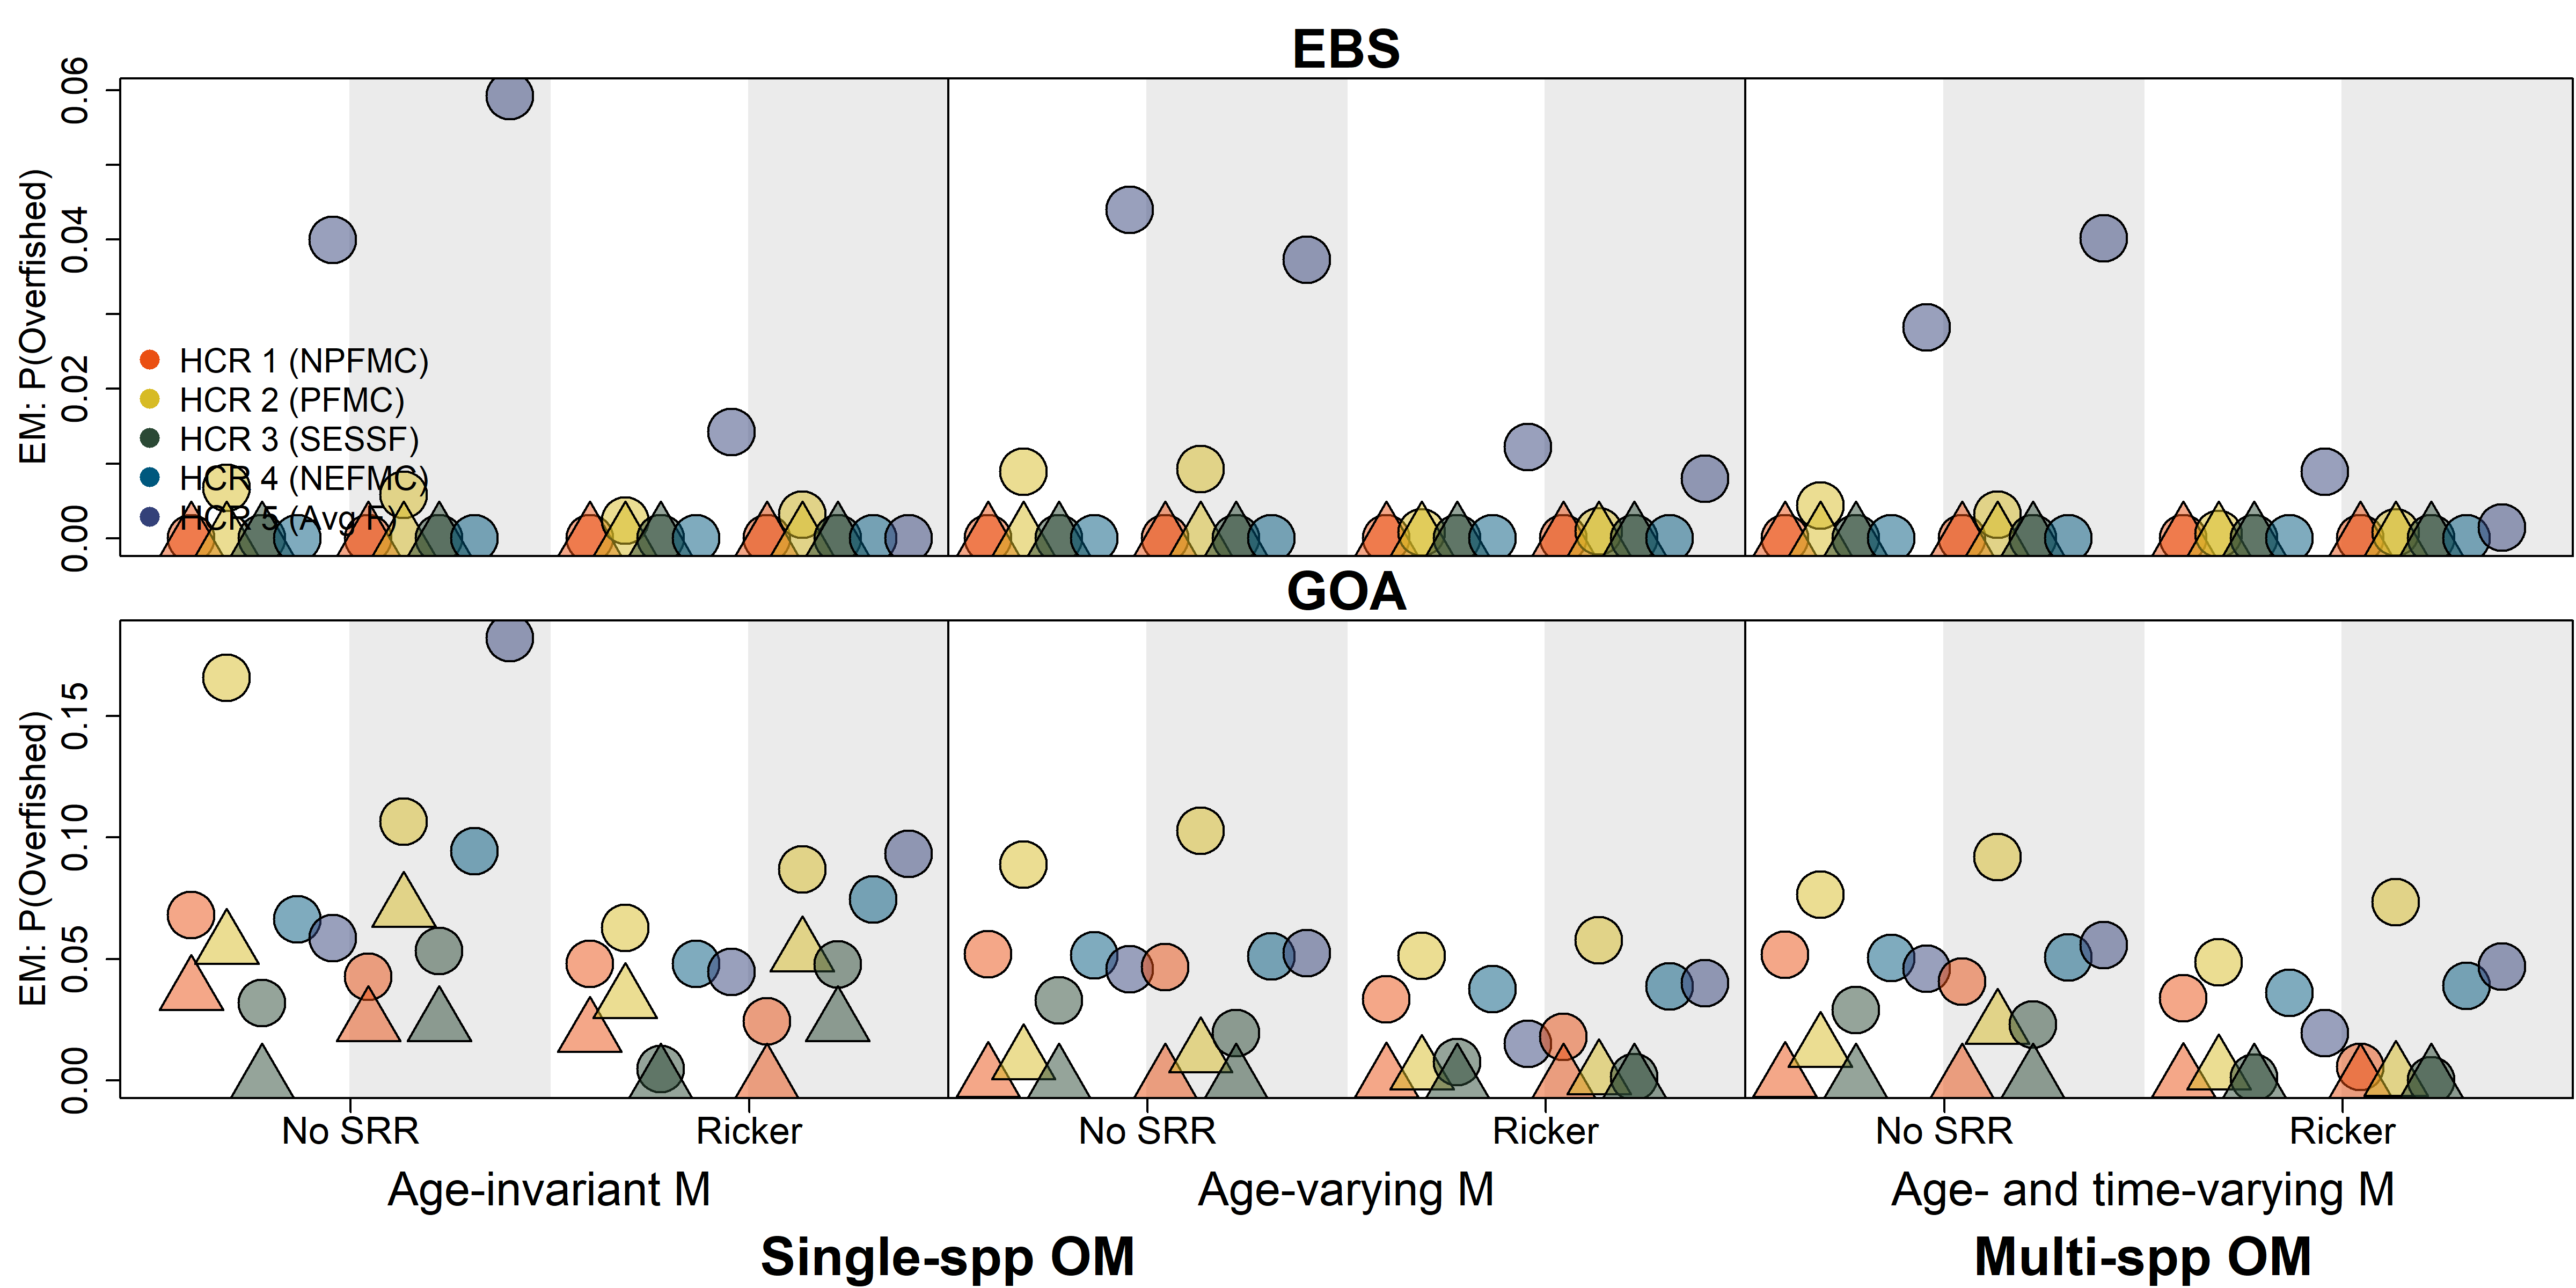 EBS
EM: P(Overfished)
0.06
0.04
0.02
0.00
HCR 1 (NPFMC)
HCR 2 (PFMC)
HCR 3 (SESSF)
HCR 4 (NEFMC)
HCR 5 (Avg F)
GOA
EM: P(Overfished)
0.15
0.10
0.05
0.00
No SRR
Ricker
No SRR
Ricker
No SRR
Ricker
Age-invariant M
Age-varying M
Age- and time-varying M
Single-spp OM
Multi-spp OM